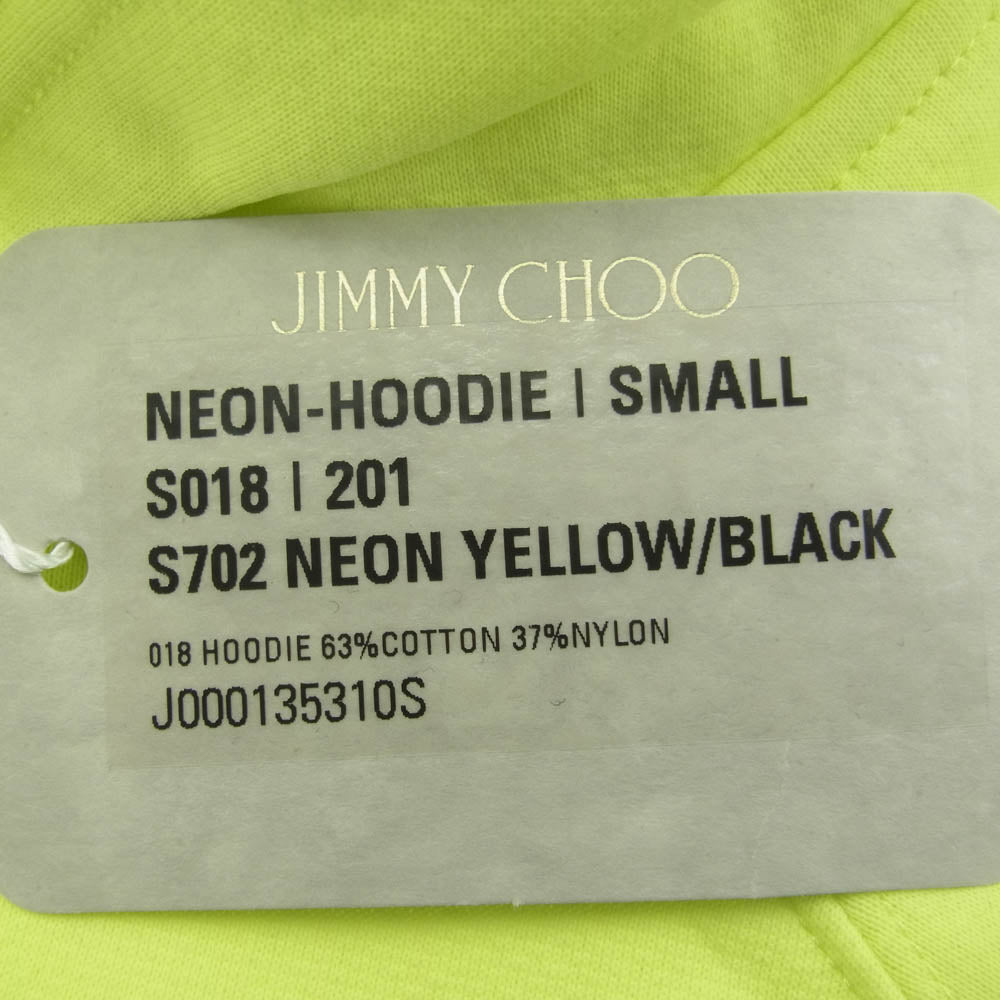 JIMMY CHOO
NEON-HOODIE | SMALL
S018 | 201
S702 NEON YELLOW/BLACK
018 HOODIE 63%COTTON 37%NYLON
J000135310S